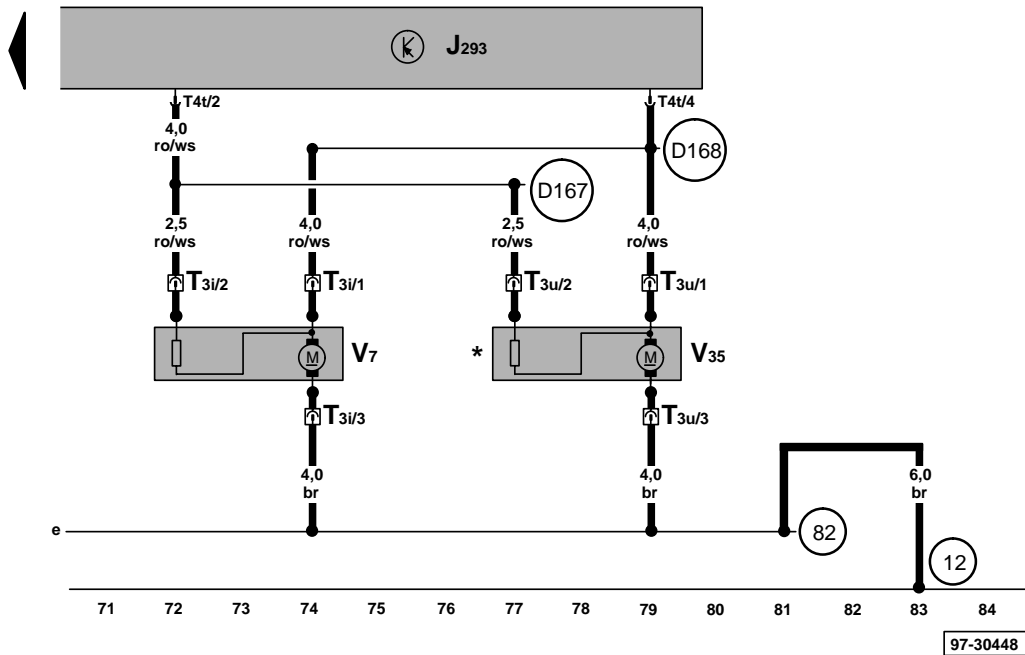 J293
T4t/2
T4t/4
4,0
ro/ws
D168
D167
2,5
ro/ws
4,0
ro/ws
2,5
ro/ws
4,0
ro/ws
T3i/2
T3i/1
T3u/2
T3u/1
M
V7
*
M
V35
T3i/3
T3u/3
4,0
br
4,0
br
6,0
br
e
82
12
71 72 73 74 75 76 77 78 79 80 81 82 83 84
97-30448